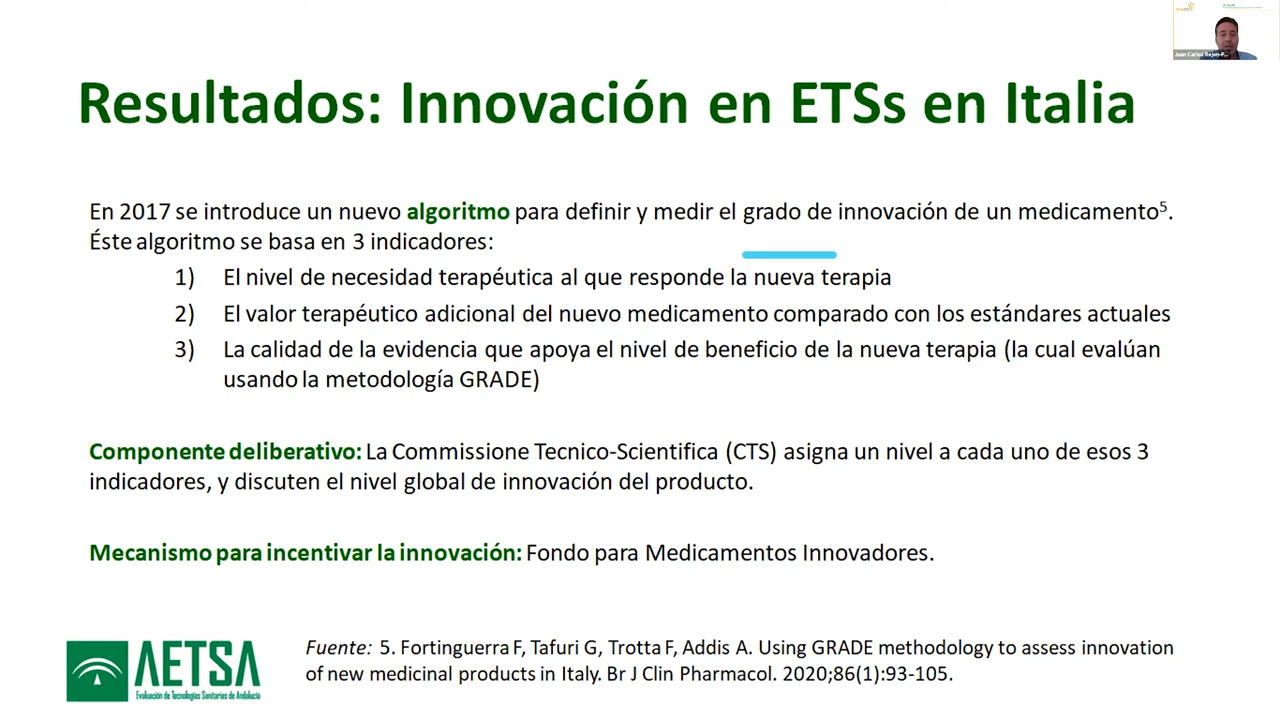 Juan Carlos Rejon-P...
Resultados: Innovación en ETSs en Italia
En 2017 se introduce un nuevo algoritmo para definir y medir el grado de innovación de un medicamento⁵.
Éste algoritmo se basa en 3 indicadores:
1) El nivel de necesidad terapéutica al que responde la nueva terapia
2) El valor terapéutico adicional del nuevo medicamento comparado con los estándares actuales
3) La calidad de la evidencia que apoya el nivel de beneficio de la nueva terapia (la cual evalúan
usando la metodología GRADE)
Componente deliberativo: La Commissione Tecnico-Scientifica (CTS) asigna un nivel a cada uno de esos 3
indicadores, y discuten el nivel global de innovación del producto.
Mecanismo para incentivar la innovación: Fondo para Medicamentos Innovadores.
AETSA
Evaluación de Tecnologías Sanitarias de Andalucía
Fuente: 5. Fortinguerra F, Tafuri G, Trotta F, Addis A. Using GRADE methodology to assess innovation
of new medicinal products in Italy. Br J Clin Pharmacol. 2020;86(1):93-105.